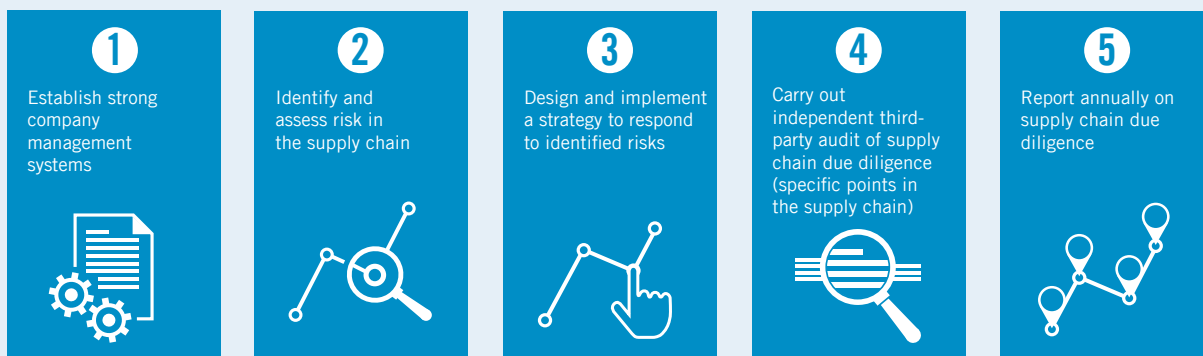 1
Establish strong
company
management
systems
2
Identify and
assess risk in
the supply chain
3
Design and implement
a strategy to respond
to identified risks
4
Carry out
independent third-
party audit of supply
chain due diligence
(specific points in
the supply chain)
5
Report annually on
supply chain due
diligence